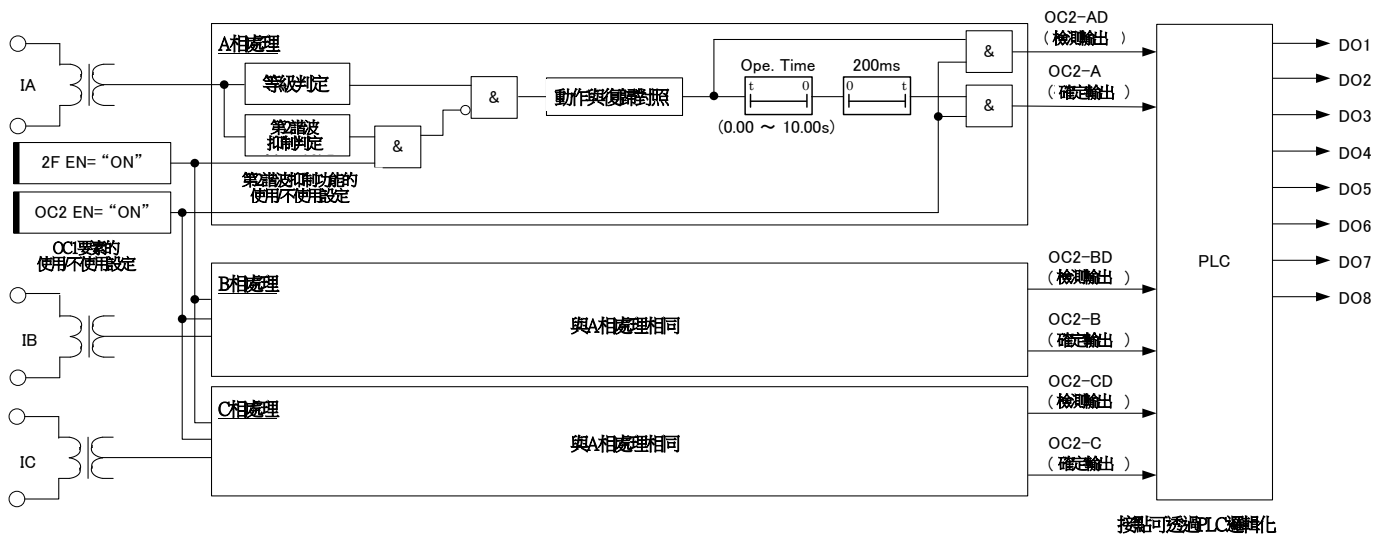 A相處理
IA
等級判定
&
第2諧波
抑制判定
&
動作與復歸對照
Ope. Time
t 0
(0.00 ～ 10.00s)
200ms
0 t
&
&
OC2-AD
(檢測輸出)
OC2-A
(確定輸出)
2F EN= “ON”
第2諧波抑制功能的
使用/不使用設定
OC2 EN= “ON”
OC1要素的
使用/不使用設定
B相處理
IB
與A相處理相同
OC2-BD
(檢測輸出)
OC2-B
(確定輸出)
C相處理
IC
與A相處理相同
OC2-CD
(檢測輸出)
OC2-C
(確定輸出)
PLC
DO1
DO2
DO3
DO4
DO5
DO6
DO7
DO8
接點可透過PLC邏輯化